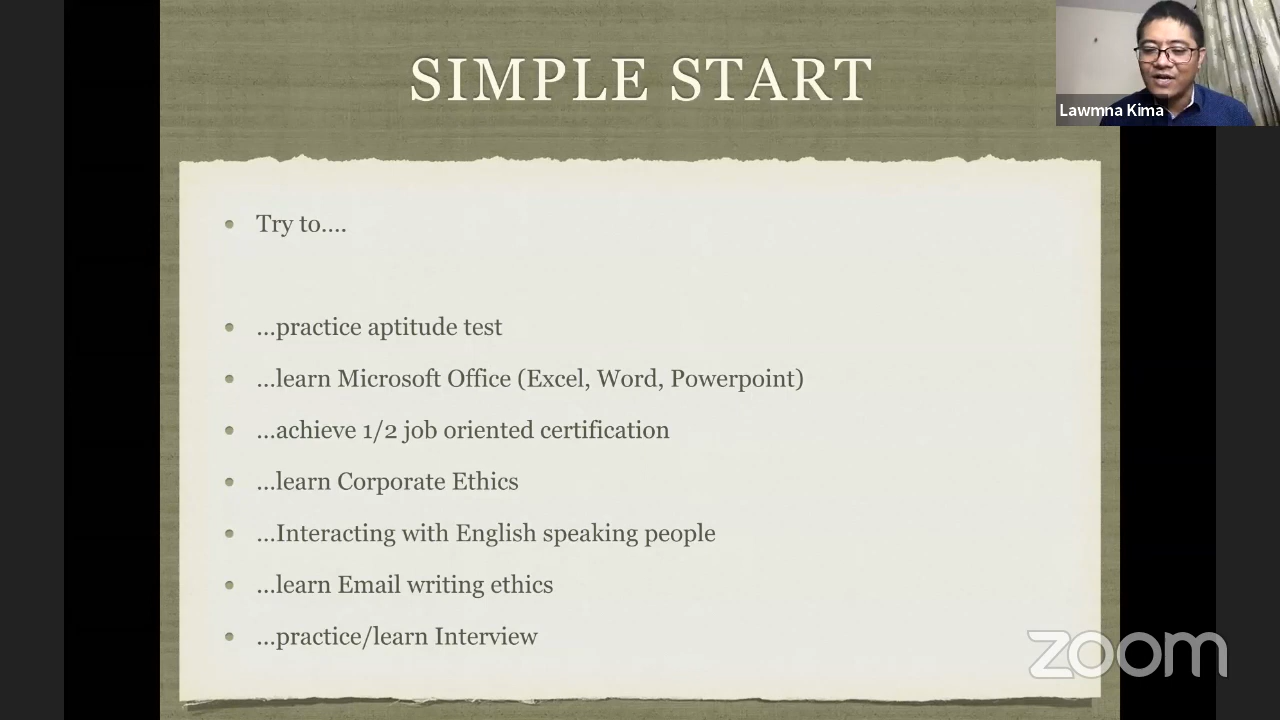 SIMPLE START
Lawmna Kima
• Try to....
• ...practice aptitude test
• ...learn Microsoft Office (Excel, Word, Powerpoint)
• ...achieve 1/2 job oriented certification
• ...learn Corporate Ethics
• ...Interacting with English speaking people
• ...learn Email writing ethics
• ...practice/learn Interview
zoom